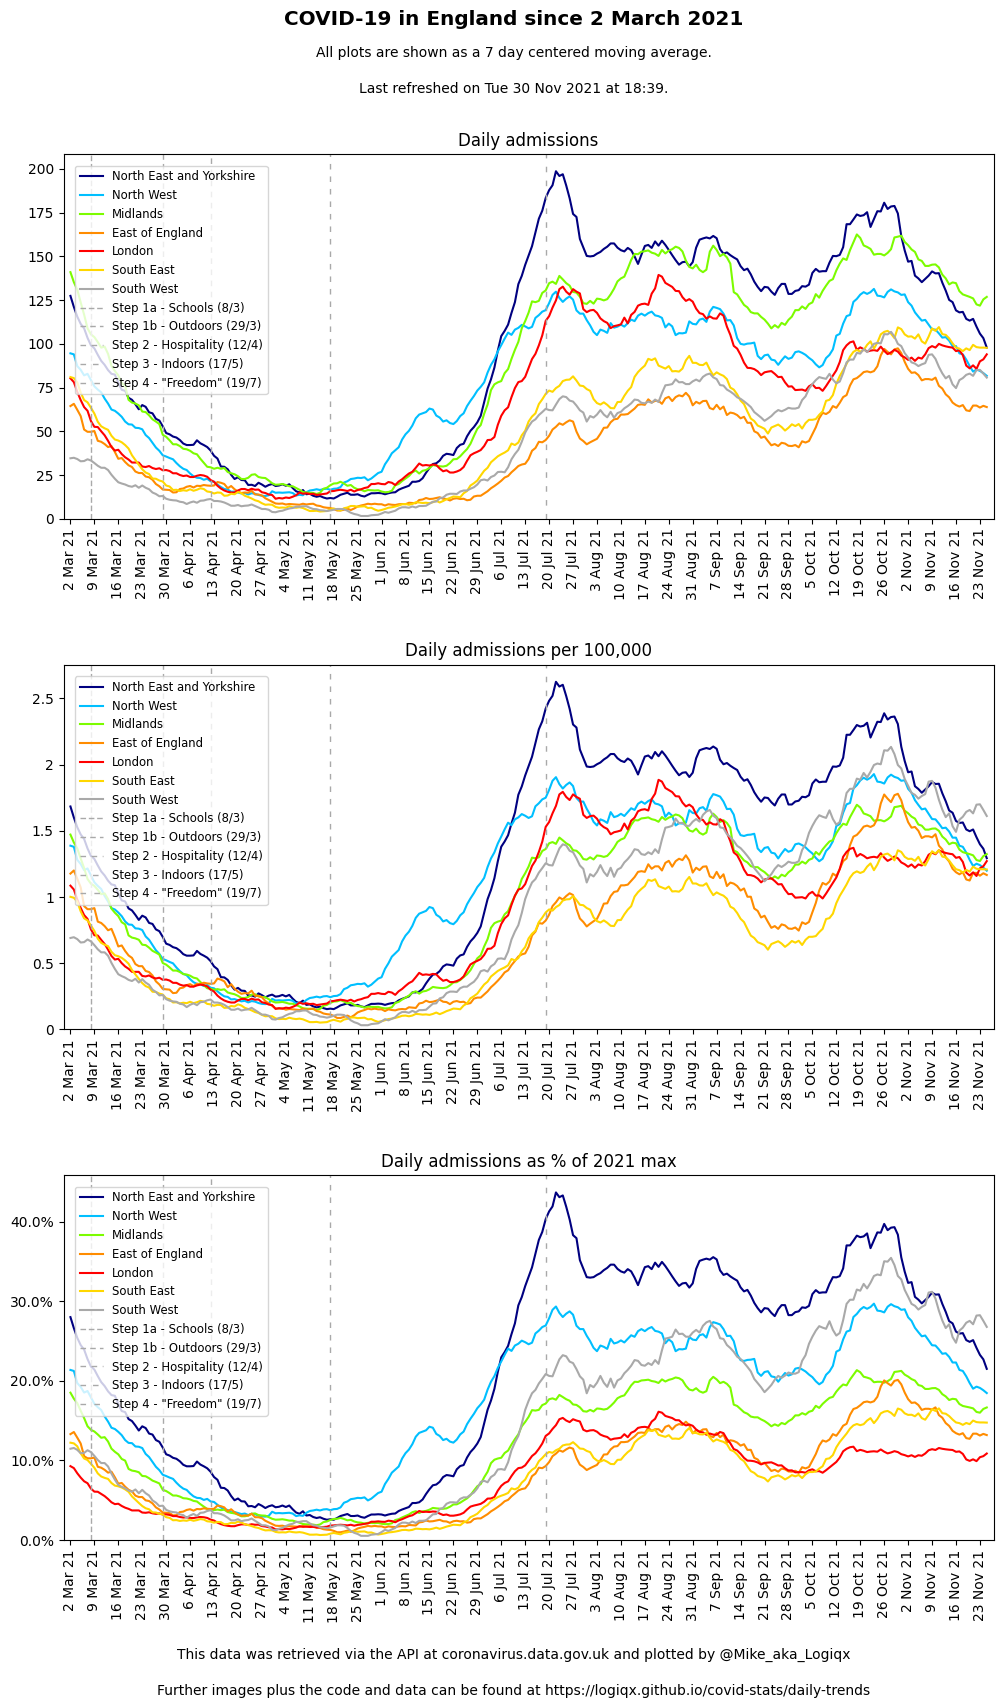 COVID-19 in England since 2 March 2021
All plots are shown as a 7 day centered moving average.
Last refreshed on Tue 30 Nov 2021 at 18:39.
Daily admissions
200
175
150
125
100
75
50
25
0
North East and Yorkshire
North West
Midlands
East of England
London
South East
South West
Step 1a - Schools (8/3)
Step 1b - Outdoors (29/3)
Step 2 - Hospitality (12/4)
Step 3 - Indoors (17/5)
Step 4 - "Freedom" (19/7)
2 Mar 21
9 Mar 21
16 Mar 21
23 Mar 21
30 Mar 21
6 Apr 21
13 Apr 21
20 Apr 21
27 Apr 21
4 May 21
11 May 21
18 May 21
25 May 21
1 Jun 21
8 Jun 21
15 Jun 21
22 Jun 21
29 Jun 21
6 Jul 21
13 Jul 21
20 Jul 21
27 Jul 21
3 Aug 21
10 Aug 21
17 Aug 21
24 Aug 21
31 Aug 21
7 Sep 21
14 Sep 21
21 Sep 21
28 Sep 21
5 Oct 21
12 Oct 21
19 Oct 21
26 Oct 21
2 Nov 21
9 Nov 21
16 Nov 21
23 Nov 21
Daily admissions per 100,000
2.5
2
1.5
1
0.5
0
North East and Yorkshire
North West
Midlands
East of England
London
South East
South West
Step 1a - Schools (8/3)
Step 1b - Outdoors (29/3)
Step 2 - Hospitality (12/4)
Step 3 - Indoors (17/5)
Step 4 - "Freedom" (19/7)
2 Mar 21
9 Mar 21
16 Mar 21
23 Mar 21
30 Mar 21
6 Apr 21
13 Apr 21
20 Apr 21
27 Apr 21
4 May 21
11 May 21
18 May 21
25 May 21
1 Jun 21
8 Jun 21
15 Jun 21
22 Jun 21
29 Jun 21
6 Jul 21
13 Jul 21
20 Jul 21
27 Jul 21
3 Aug 21
10 Aug 21
17 Aug 21
24 Aug 21
31 Aug 21
7 Sep 21
14 Sep 21
21 Sep 21
28 Sep 21
5 Oct 21
12 Oct 21
19 Oct 21
26 Oct 21
2 Nov 21
9 Nov 21
16 Nov 21
23 Nov 21
Daily admissions as % of 2021 max
40.0%
30.0%
20.0%
10.0%
0.0%
North East and Yorkshire
North West
Midlands
East of England
London
South East
South West
Step 1a - Schools (8/3)
Step 1b - Outdoors (29/3)
Step 2 - Hospitality (12/4)
Step 3 - Indoors (17/5)
Step 4 - "Freedom" (19/7)
2 Mar 21
9 Mar 21
16 Mar 21
23 Mar 21
30 Mar 21
6 Apr 21
13 Apr 21
20 Apr 21
27 Apr 21
4 May 21
11 May 21
18 May 21
25 May 21
1 Jun 21
8 Jun 21
15 Jun 21
22 Jun 21
29 Jun 21
6 Jul 21
13 Jul 21
20 Jul 21
27 Jul 21
3 Aug 21
10 Aug 21
17 Aug 21
24 Aug 21
31 Aug 21
7 Sep 21
14 Sep 21
21 Sep 21
28 Sep 21
5 Oct 21
12 Oct 21
19 Oct 21
26 Oct 21
2 Nov 21
9 Nov 21
16 Nov 21
23 Nov 21
This data was retrieved via the API at coronavirus.data.gov.uk and plotted by @Mike_aka_Logiqx
Further images plus the code and data can be found at https://logiqx.github.io/covid-stats/daily-trends